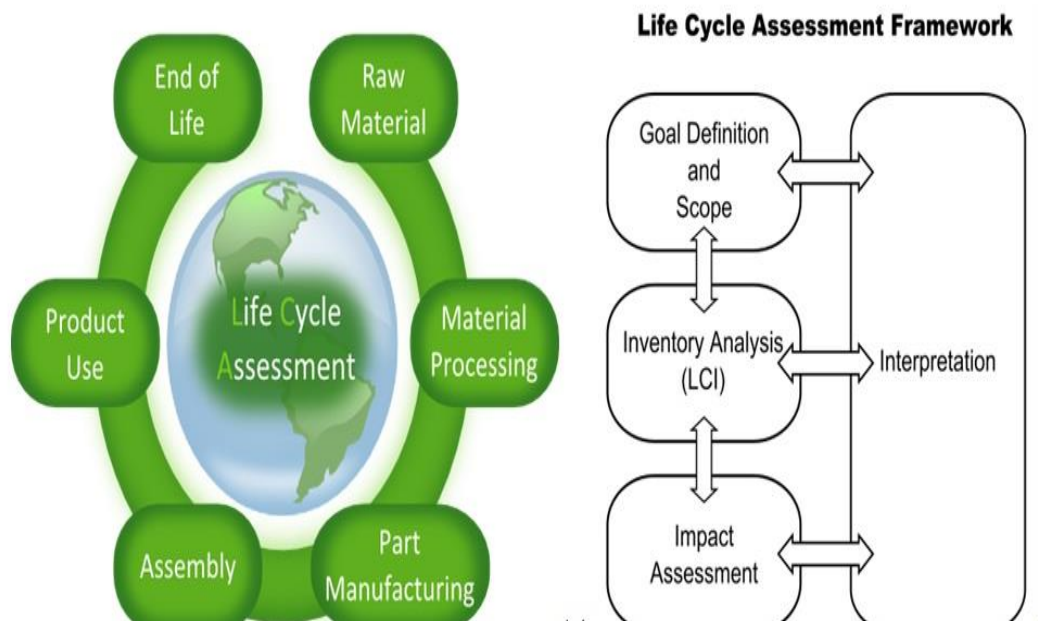 End of
Life
Raw
Material
Product
Use
Life Cycle
Assessment
Material
Processing
Assembly
Part
Manufacturing
Life Cycle Assessment Framework
Goal Definition
and
Scope
Inventory Analysis
(LCI)
Interpretation
Impact
Assessment